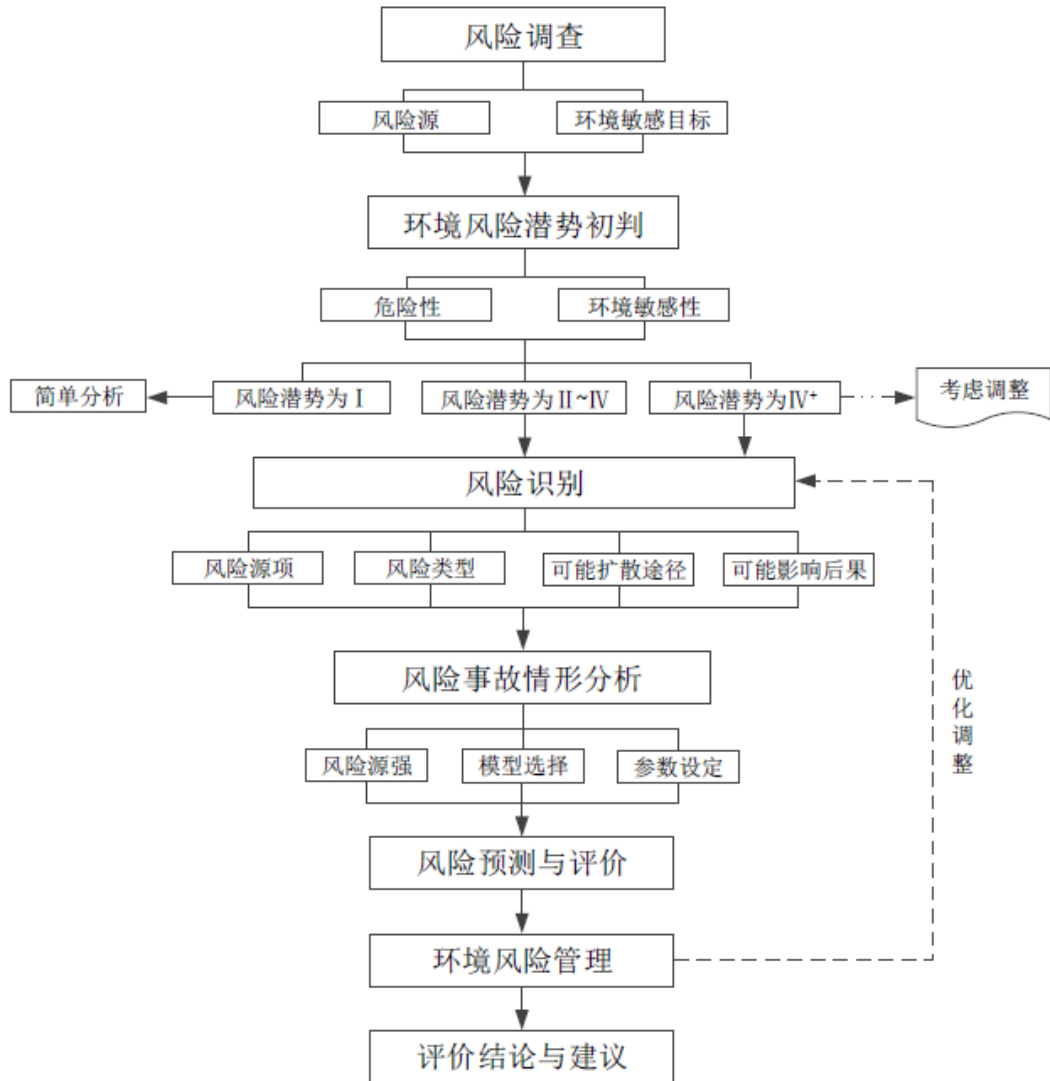 风险调查
风险源
环境敏感目标
环境风险潜势初判
危险性
环境敏感性
简单分析
风险潜势为Ⅰ
风险潜势为Ⅱ~Ⅳ
风险潜势为Ⅳ⁺
考虑调整
风险识别
风险源项
风险类型
可能扩散途径
可能影响后果
风险事故情形分析
优化调整
风险源强
模型选择
参数设定
风险预测与评价
环境风险管理
评价结论与建议